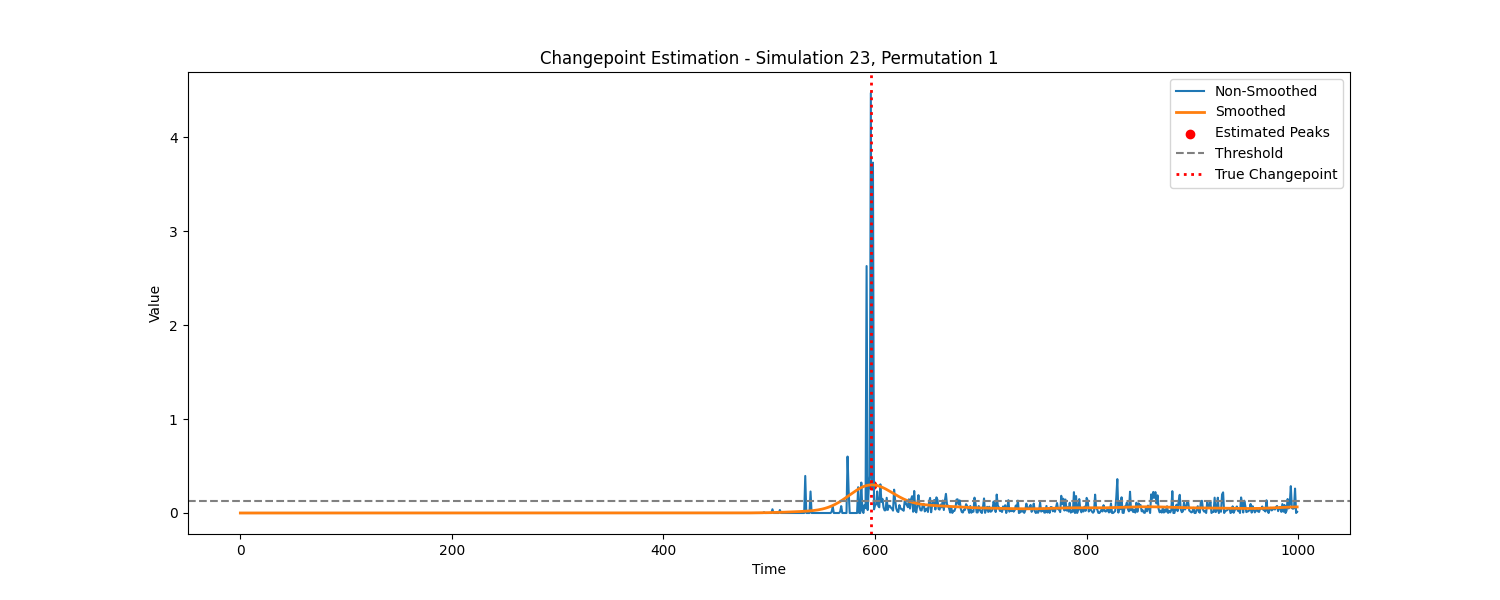 Changepoint Estimation - Simulation 23, Permutation 1
Non-Smoothed
Smoothed
Estimated Peaks
Threshold
True Changepoint
Value
4
3
2
1
0
0 200 400 600 800 1000
Time